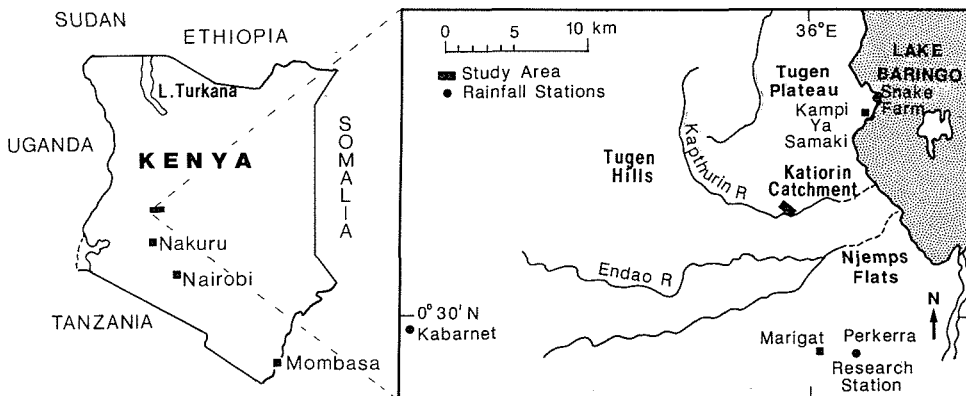 SUDAN
ETHIOPIA
L.Turkana
UGANDA
KENYA
SOMALIA
Nakuru
Nairobi
TANZANIA
Mombasa
0 5 10 km
Study Area
Rainfall Stations
36°E
LAKE
BARINGO
Tugen
Plateau
Snake
Farm
Kampi
Ya
Samaki
Kapthurin R
Tugen
Hills
Katiorin
Catchment
Njemps
Flats
Endao R
N
0°30'N
Kabarnet
Marigat
Perkerra
Research
Station